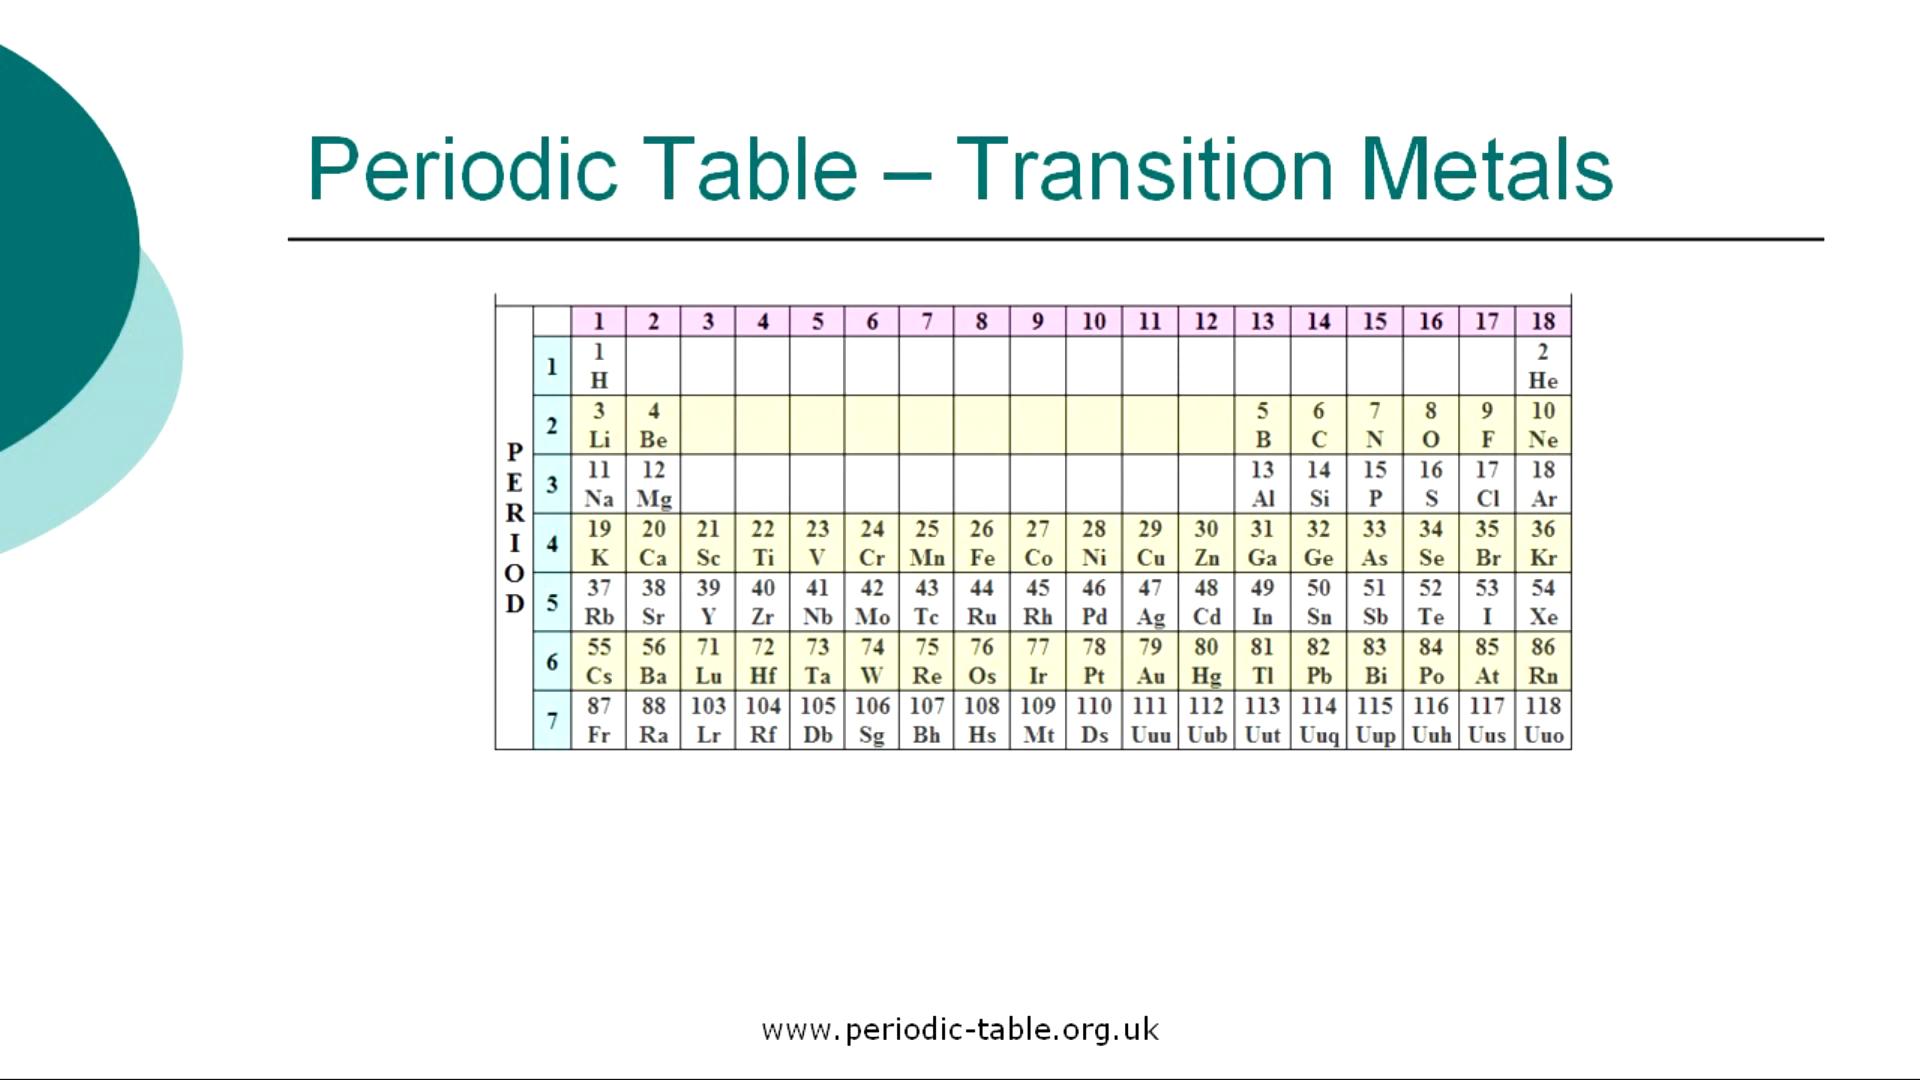 Periodic Table – Transition Metals
1 2 3 4 5 6 7 8 9 10 11 12 13 14 15 16 17 18
PERIOD
1
1 2
H He
2
3 4 5 6 7 8 9 10
Li Be B C N O F Ne
3
11 12 13 14 15 16 17 18
Na Mg Al Si P S Cl Ar
4
19 20 21 22 23 24 25 26 27 28 29 30 31 32 33 34 35 36
K Ca Sc Ti V Cr Mn Fe Co Ni Cu Zn Ga Ge As Se Br Kr
5
37 38 39 40 41 42 43 44 45 46 47 48 49 50 51 52 53 54
Rb Sr Y Zr Nb Mo Tc Ru Rh Pd Ag Cd In Sn Sb Te I Xe
6
55 56 71 72 73 74 75 76 77 78 79 80 81 82 83 84 85 86
Cs Ba Lu Hf Ta W Re Os Ir Pt Au Hg Tl Pb Bi Po At Rn
7
87 88 103 104 105 106 107 108 109 110 111 112 113 114 115 116 117 118
Fr Ra Lr Rf Db Sg Bh Hs Mt Ds Uuu Uub Uut Uuq Uup Uuh Uus Uuo
www.periodic-table.org.uk